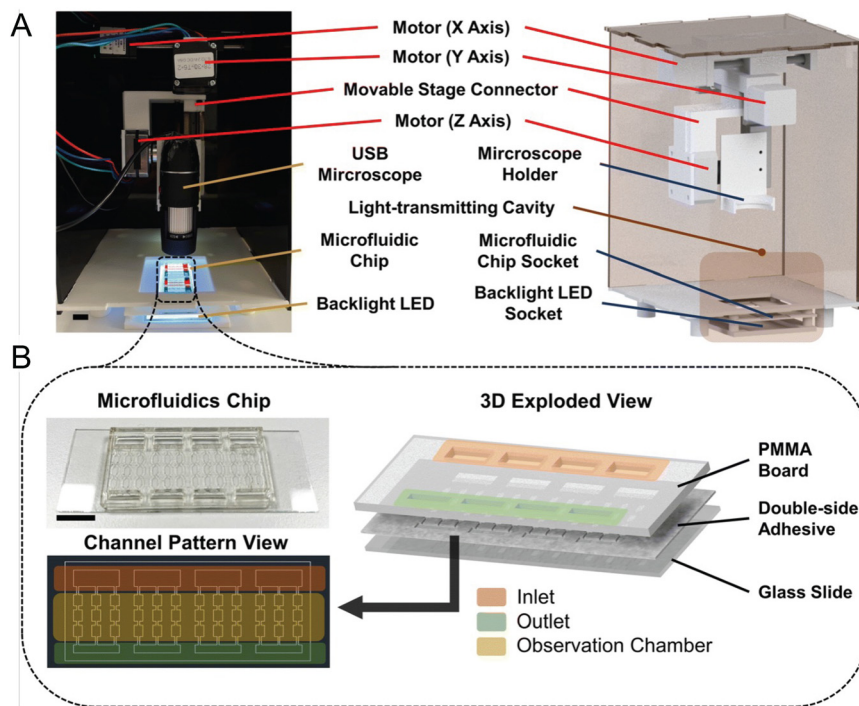 A
Motor (X Axis)
Motor (Y Axis)
Movable Stage Connector
Motor (Z Axis)
USB
Mircroscope
Mircroscope
Holder
Light-transmitting Cavity
Microfluidic
Chip
Microfluidic
Chip Socket
Backlight LED
Backlight LED
Socket
B
Microfluidics Chip
3D Exploded View
PMMA
Board
Double-side
Adhesive
Glass Slide
Channel Pattern View
Inlet
Outlet
Observation Chamber